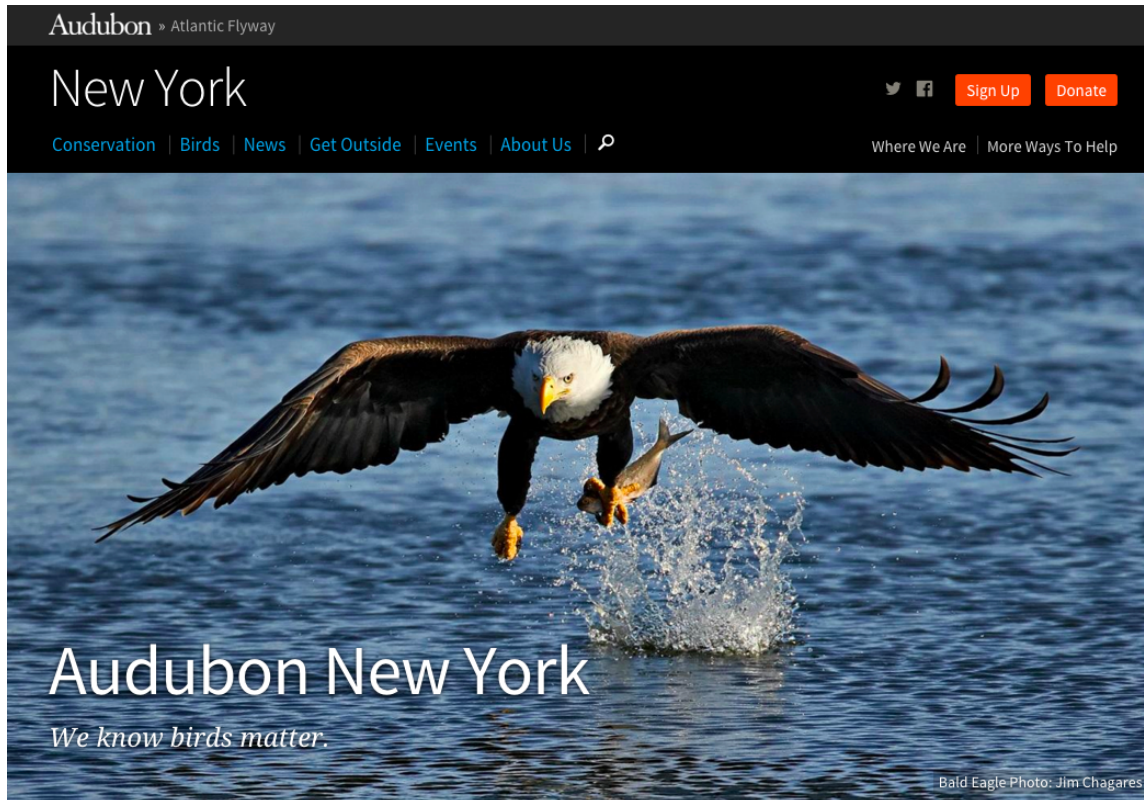 Audubon » Atlantic Flyway
New York
Sign Up
Donate
Conservation | Birds | News | Get Outside | Events | About Us
Where We Are | More Ways To Help
Audubon New York
We know birds matter.
Bald Eagle Photo: Jim Chagares